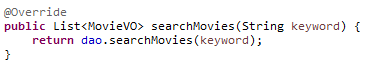 @Override
public List<MovieVO> searchMovies(String keyword) {
    return dao.searchMovies(keyword);
}